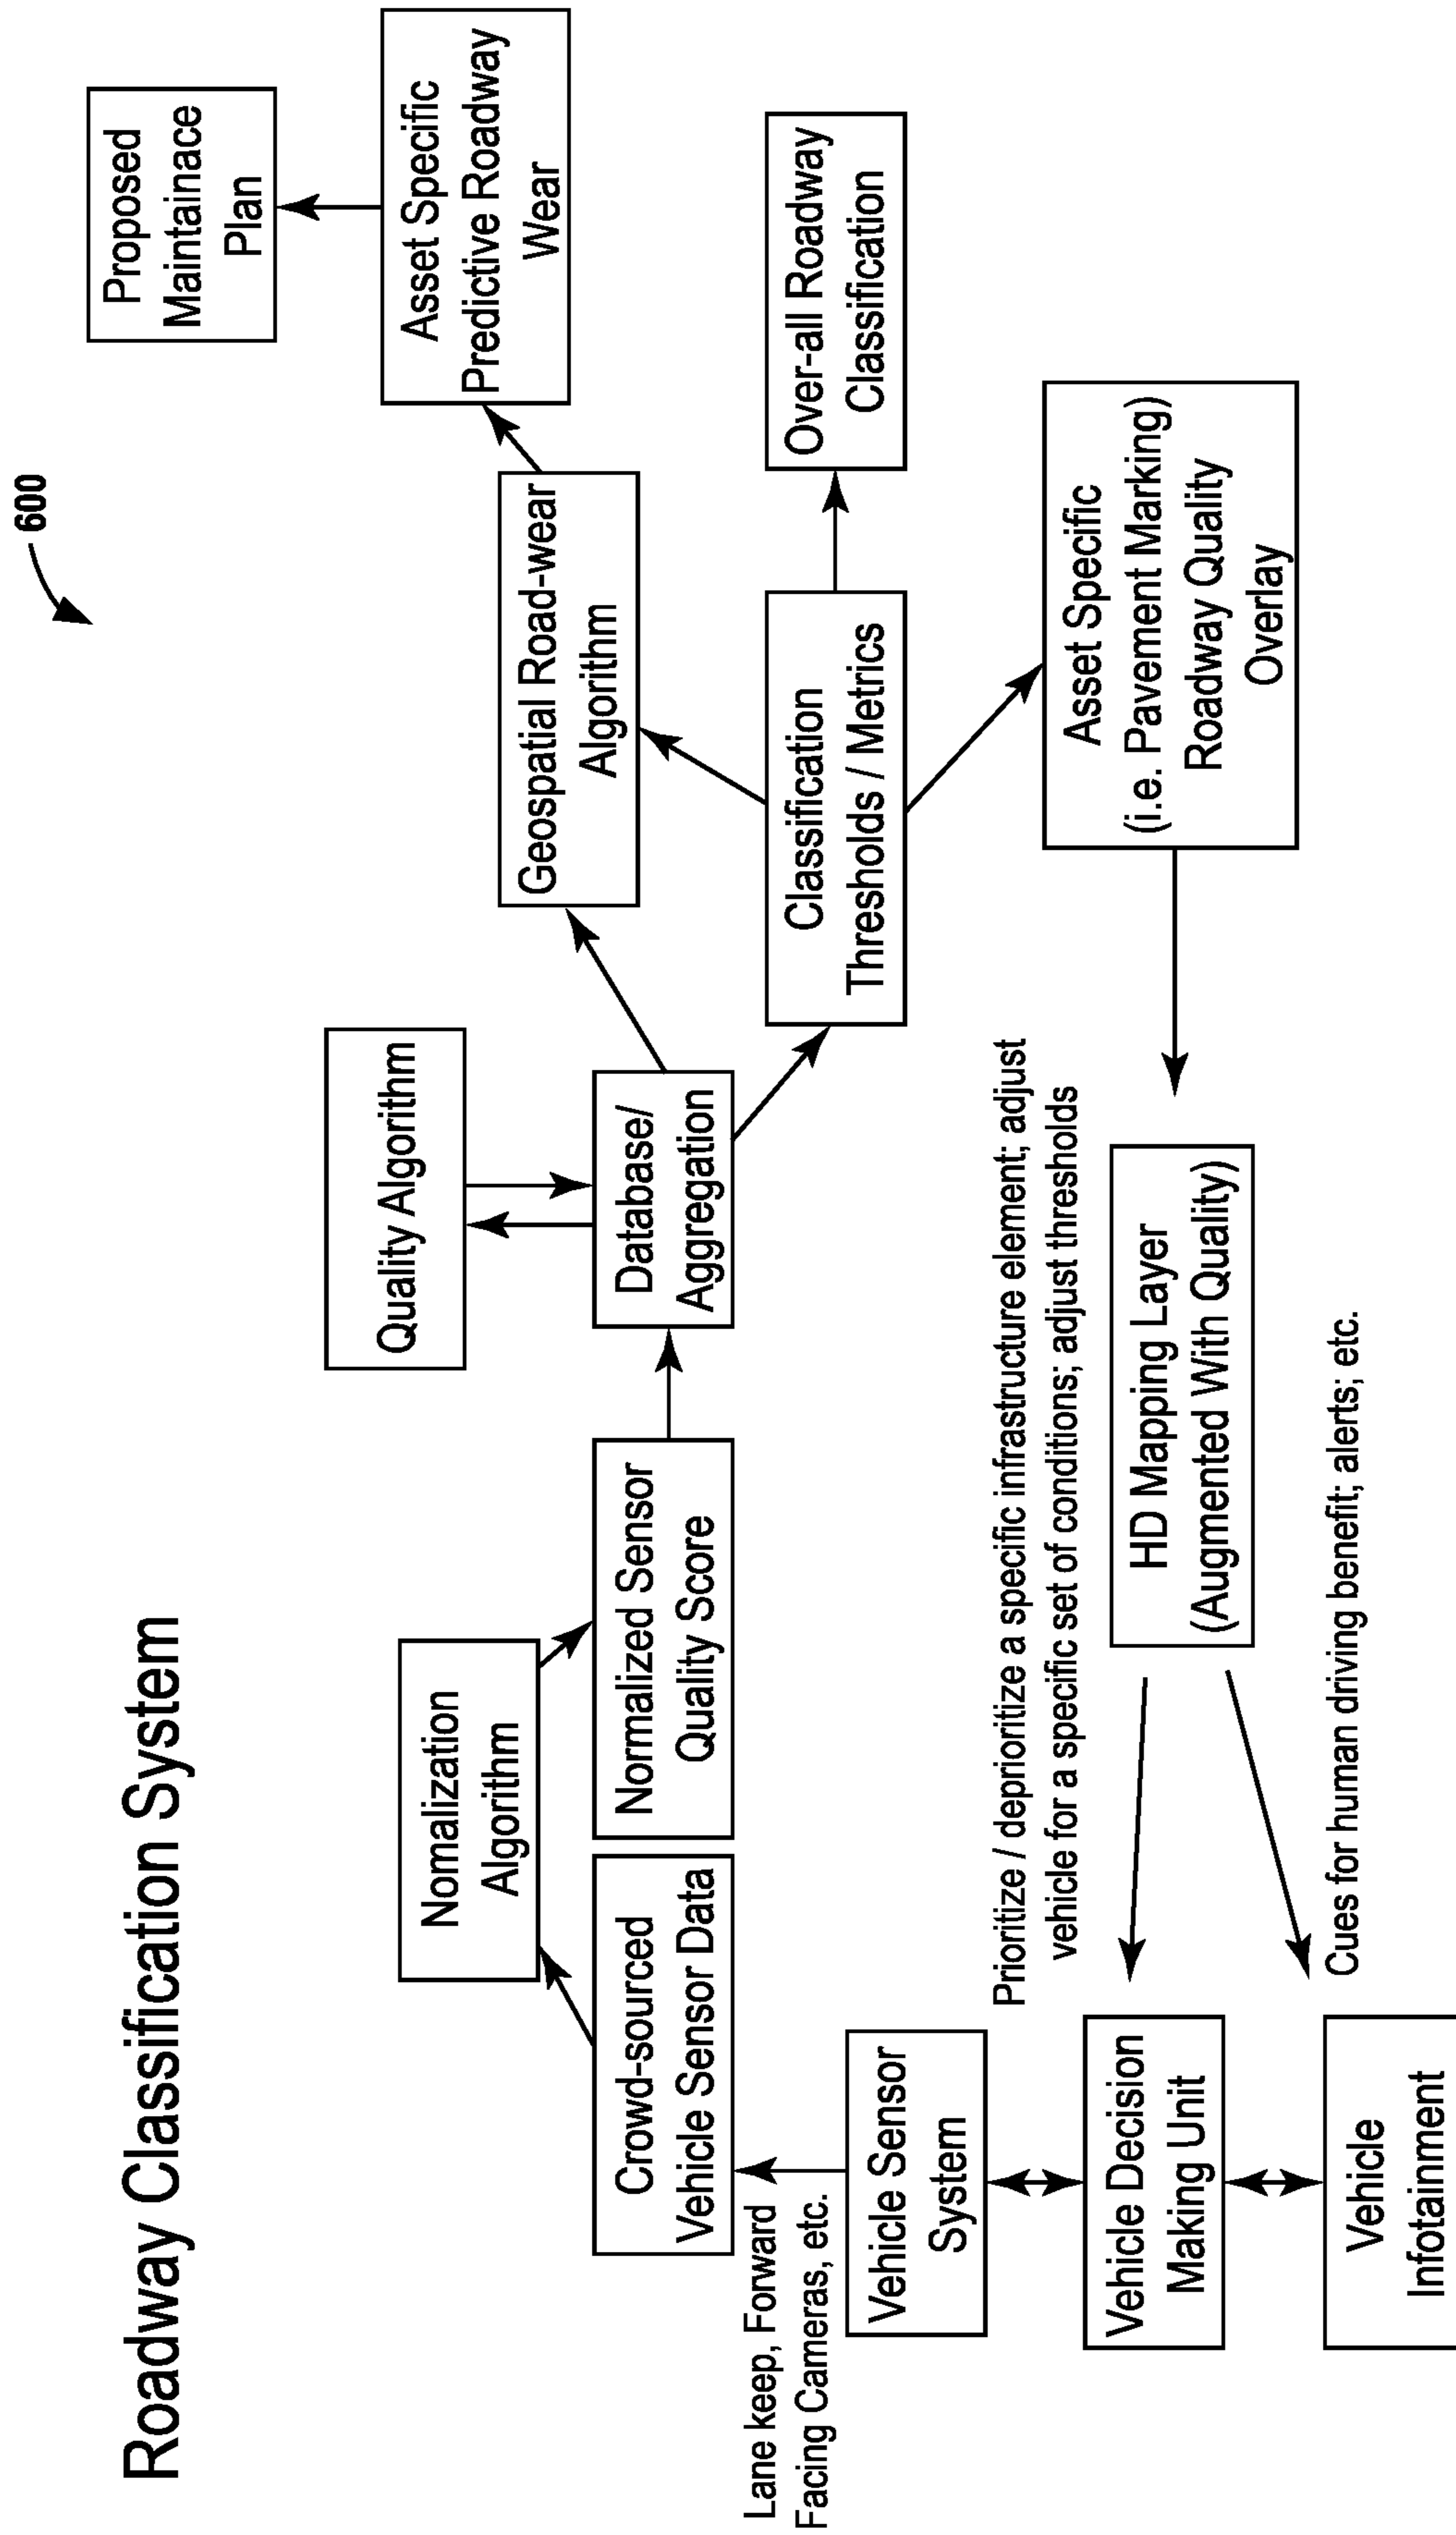 Roadway Classification System
600
Proposed
Maintainace
Plan
Quality Algorithm
Asset Specific
Predictive Roadway
Wear
Nomalization
Algorithm
Geospatial Road-wear
Algorithm
Crowd-sourced
Vehicle Sensor Data
Normalized Sensor
Quality Score
Database/
Aggregation
Lane keep, Forward
Facing Cameras, etc.
Classification
Thresholds / Metrics
Over-all Roadway
Classification
Vehicle Sensor
System
Prioritize / deprioritize a specific infrastructure element; adjust
vehicle for a specific set of conditions; adjust thresholds
Asset Specific
(i.e. Pavement Marking)
Roadway Quality
Overlay
Vehicle Decision
Making Unit
HD Mapping Layer
(Augmented With Quality)
Cues for human driving benefit; alerts; etc.
Vehicle
Infotainment